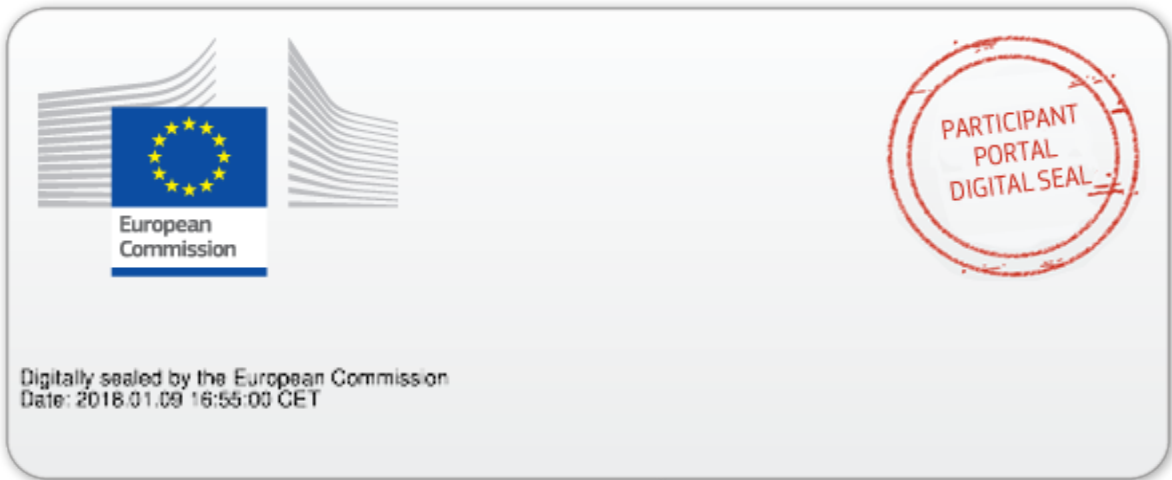 European
Commission
PARTICIPANT
PORTAL
DIGITAL SEAL
Digitally sealed by the European Commission
Date: 2018.01.09 16:55:00 CET